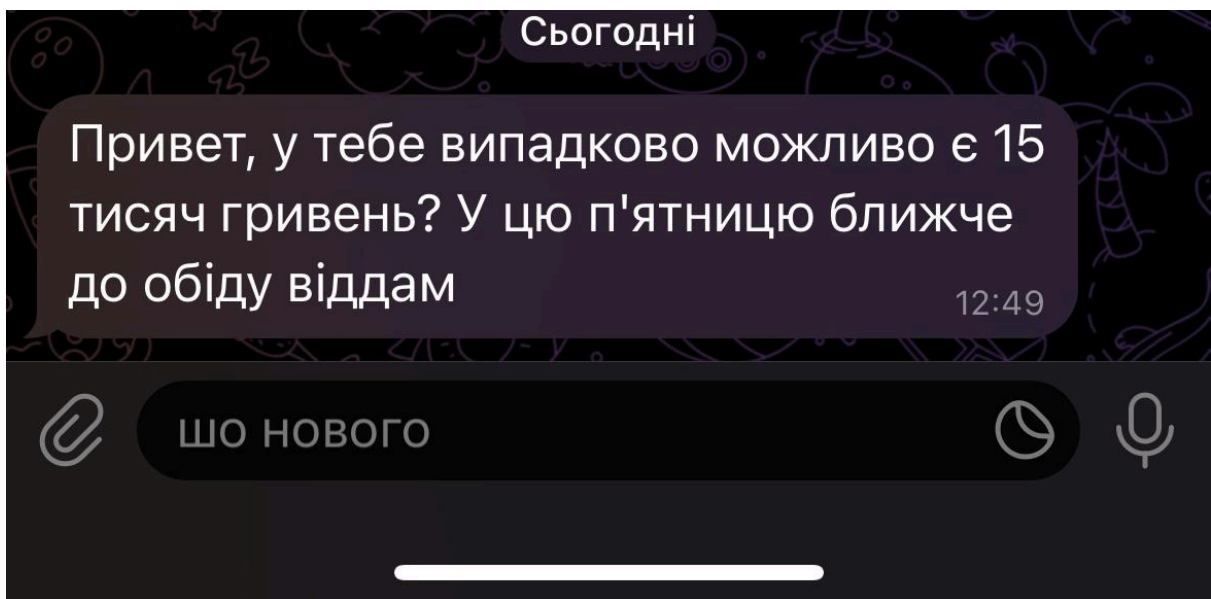 Сьогодні
Привет, у тебе випадково можливо є 15
тисяч гривень? У цю п'ятницю ближче
до обіду віддам
12:49
шо нового